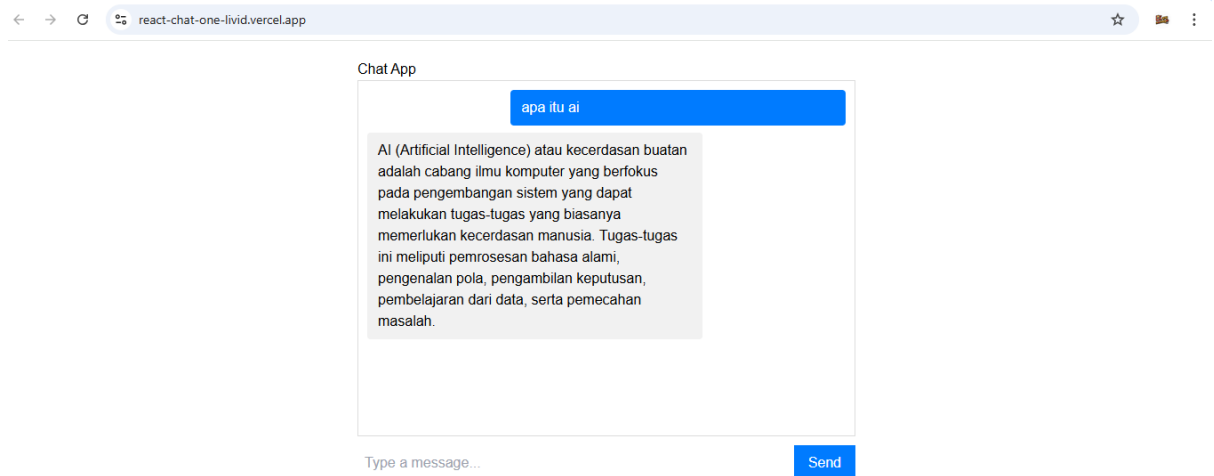 react-chat-one-livid.vercel.app
Chat App
apa itu ai
AI (Artificial Intelligence) atau kecerdasan buatan
adalah cabang ilmu komputer yang berfokus
pada pengembangan sistem yang dapat
melakukan tugas-tugas yang biasanya
memerlukan kecerdasan manusia. Tugas-tugas
ini meliputi pemrosesan bahasa alami,
pengenalan pola, pengambilan keputusan,
pembelajaran dari data, serta pemecahan
masalah.
Type a message...
Send